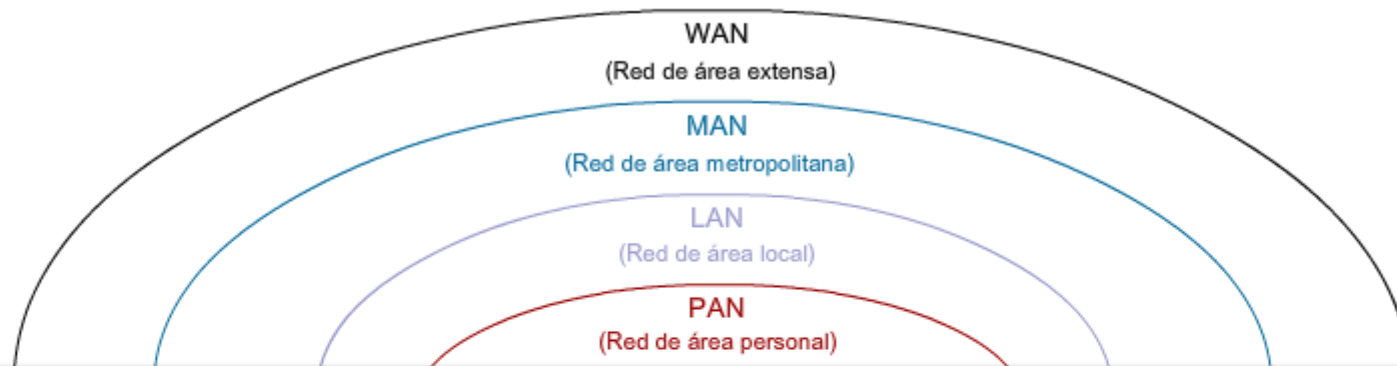 WAN
(Red de área extensa)
MAN
(Red de área metropolitana)
LAN
(Red de área local)
PAN
(Red de área personal)